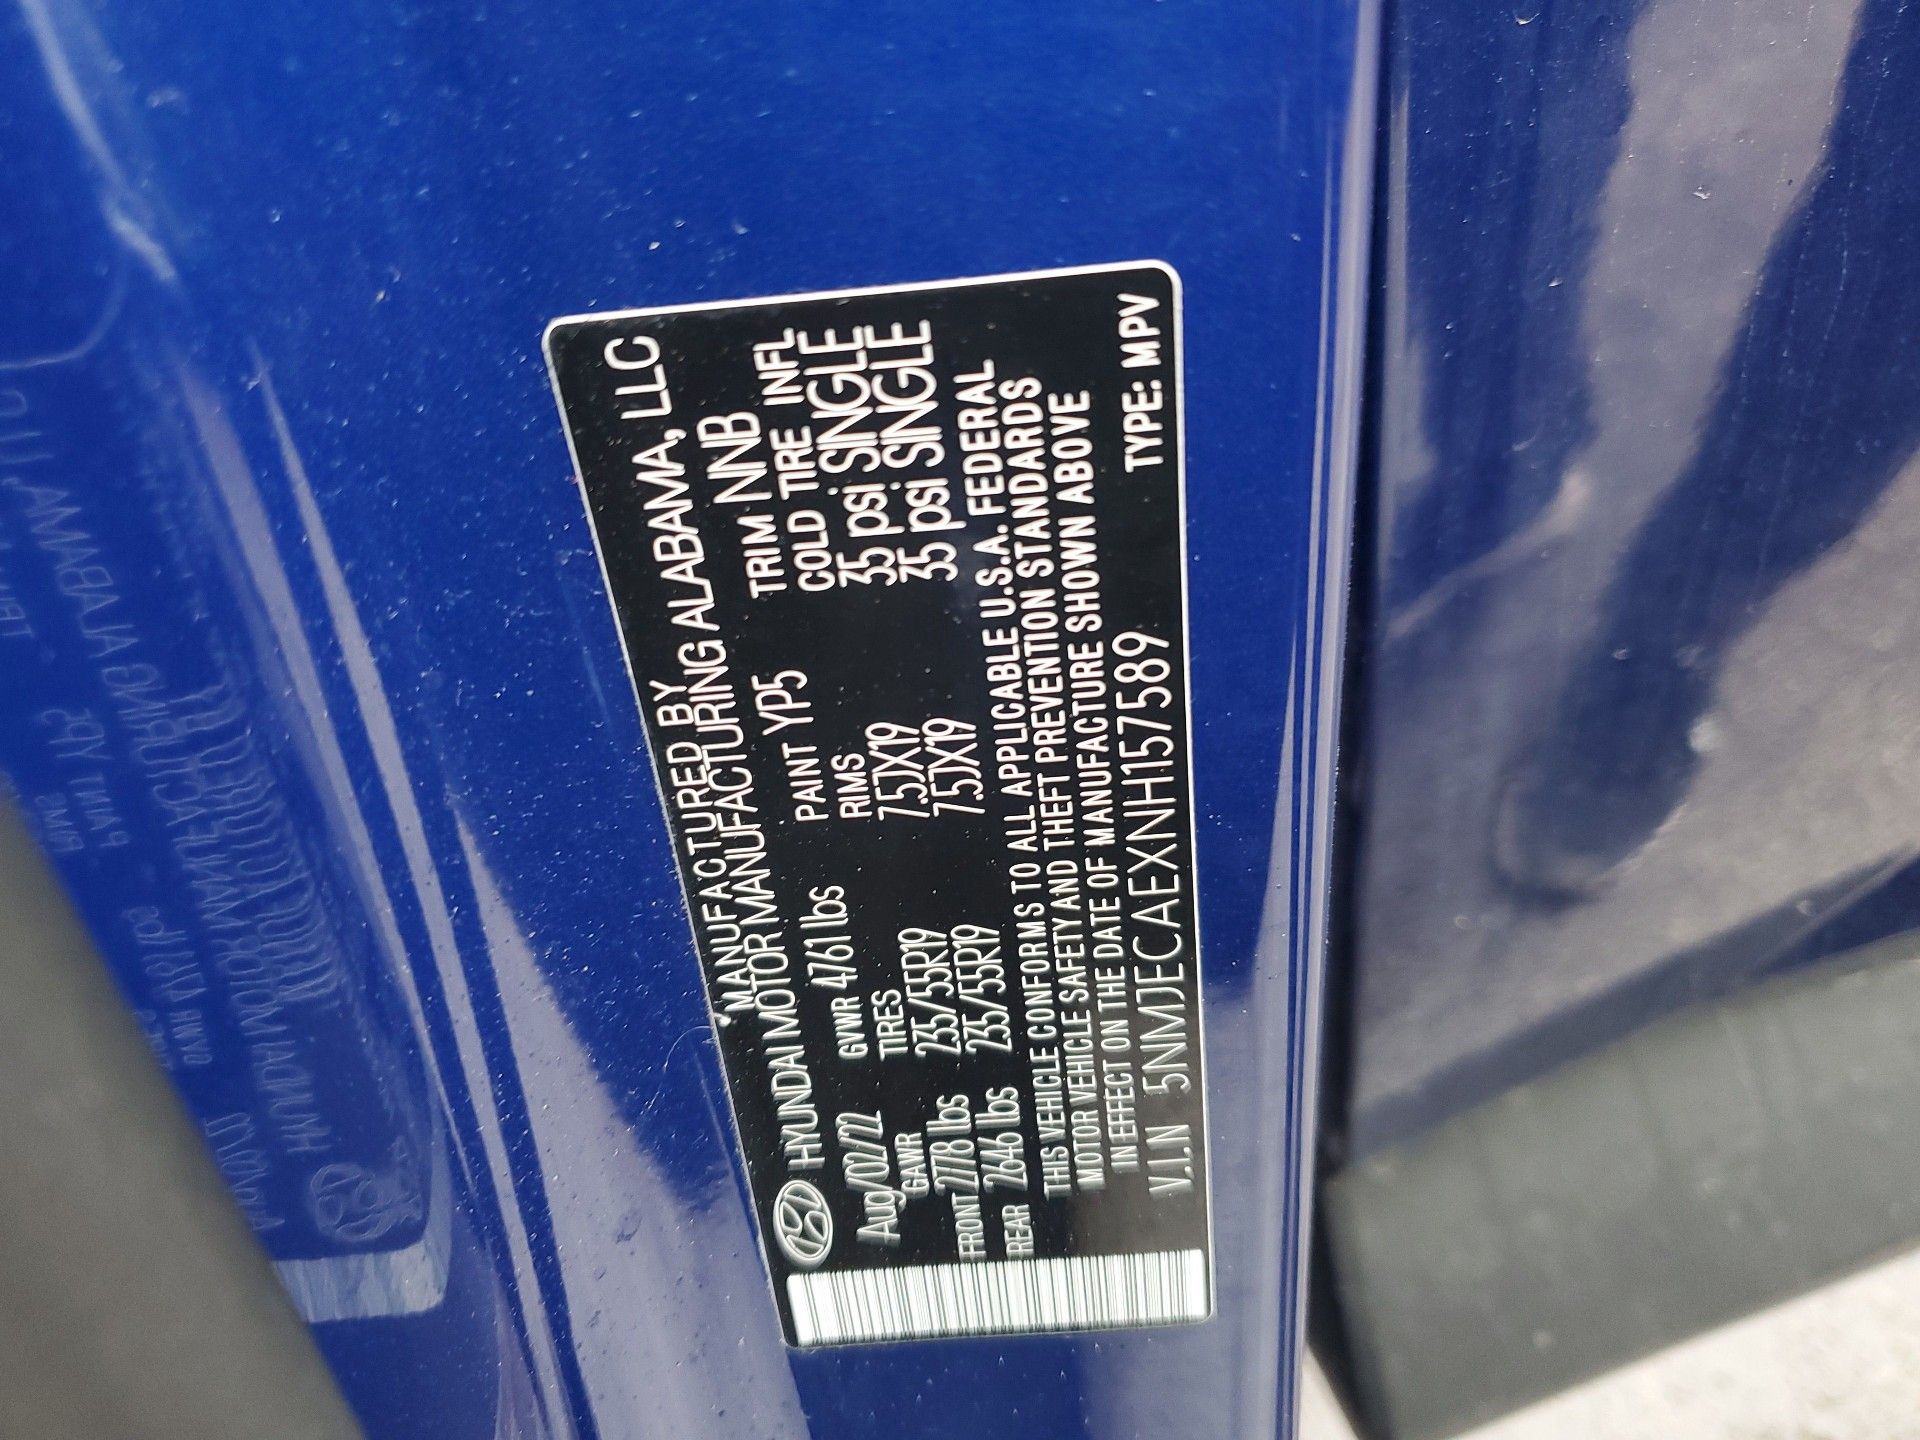 MANUFACTURED BY
HYUNDAI MOTOR MANUFACTURING ALABAMA, LLC
Aug/02/22 GVWR 4761 lbs PAINT YP5 TRIM NNB
GAWR TIRES RIMS COLD TIRE INFL
FRONT 2778 lbs 235/55R19 7.5JX19 35 psi SINGLE
REAR 2646 lbs 235/55R19 7.5JX19 35 psi SINGLE
THIS VEHICLE CONFORMS TO ALL APPLICABLE U.S.A. FEDERAL
MOTOR VEHICLE SAFETY AND THEFT PREVENTION STANDARDS
IN EFFECT ON THE DATE OF MANUFACTURE SHOWN ABOVE
V.I.N 5NMJECAEXNH157589 TYPE: MPV